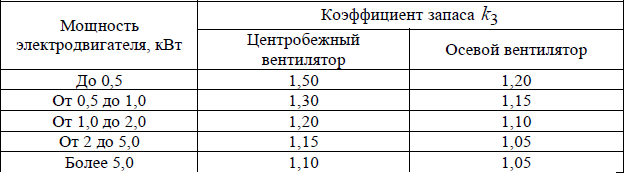 Мощность электродвигателя, кВт
Коэффициент запаса k3
Центробежный вентилятор
Осевой вентилятор
До 0,5 1,50 1,20
От 0,5 до 1,0 1,30 1,15
От 1,0 до 2,0 1,20 1,10
От 2 до 5,0 1,15 1,05
Более 5,0 1,10 1,05